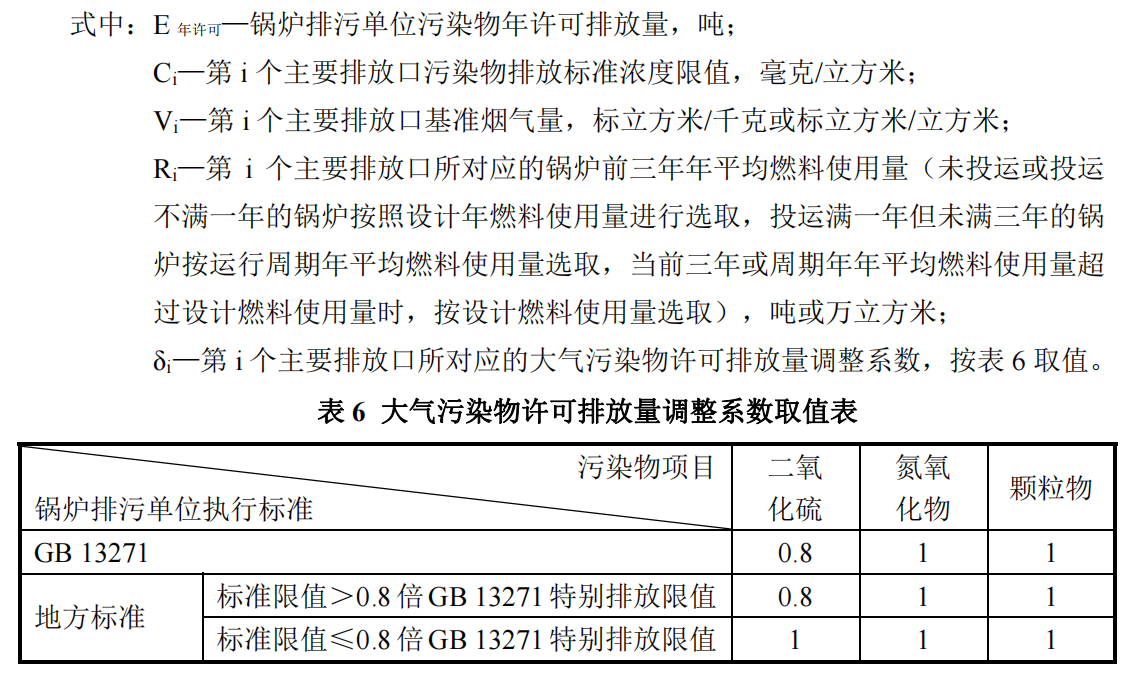 式中：E 年许可—锅炉排污单位污染物年许可排放量，吨；
Ci—第 i 个主要排放口污染物排放标准浓度限值，毫克/立方米；
Vi—第 i 个主要排放口基准烟气量，标立方米/千克或标立方米/立方米；
Ri—第 i 个主要排放口所对应的锅炉前三年年平均燃料使用量（未投运或投运
不满一年的锅炉按照设计年燃料使用量进行选取，投运满一年但未满三年的锅
炉按运行周期年平均燃料使用量选取，当前三年或周期年年平均燃料使用量超
过设计燃料使用量时，按设计燃料使用量选取），吨或万立方米；
δi—第 i 个主要排放口所对应的大气污染物许可排放量调整系数，按表 6 取值。
表 6 大气污染物许可排放量调整系数取值表
污染物项目
锅炉排污单位执行标准
二氧
化硫
氮氧
化物
颗粒物
GB 13271 0.8 1 1
地方标准
标准限值＞0.8 倍 GB 13271 特别排放限值 0.8 1 1
标准限值≤0.8 倍 GB 13271 特别排放限值 1 1 1